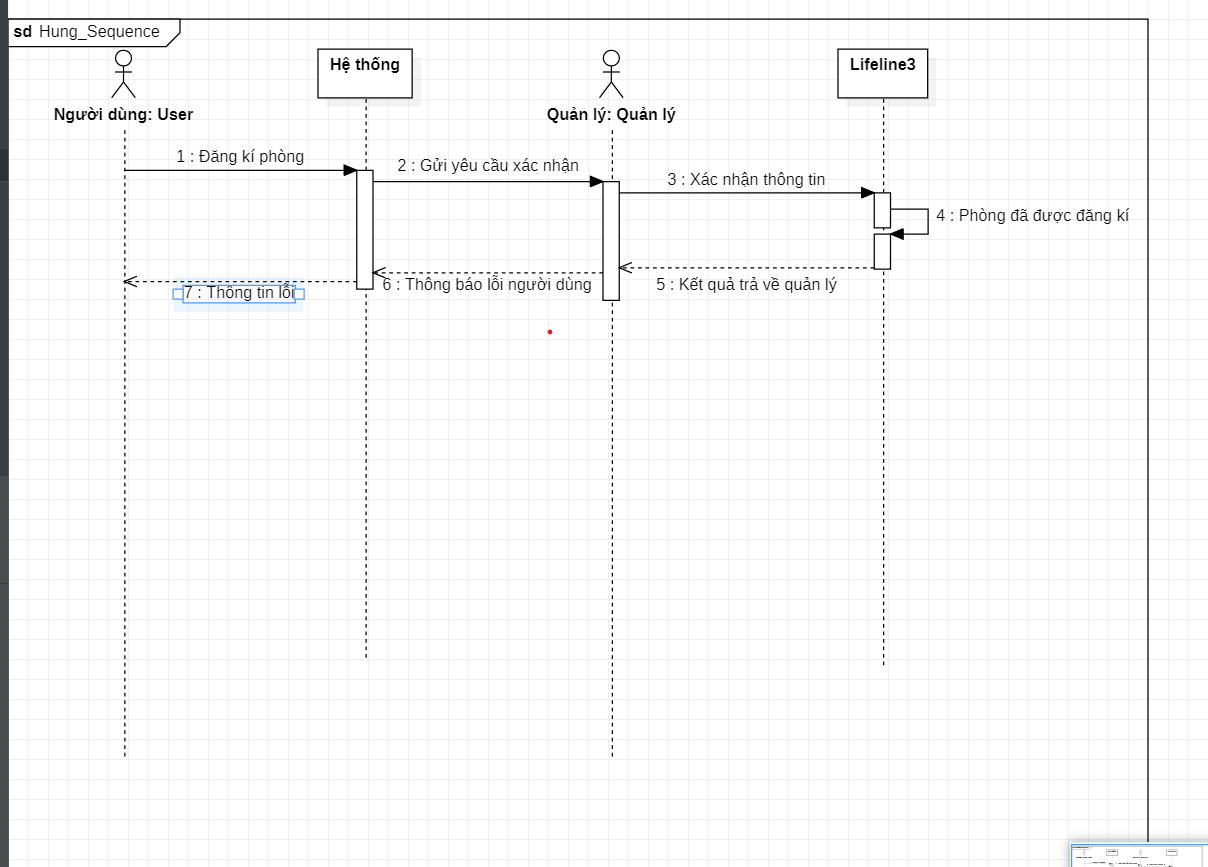 sd Hung_Sequence
Hệ thống
Lifeline3
Người dùng: User
Quản lý: Quản lý
1 : Đăng kí phòng
2 : Gửi yêu cầu xác nhận
3 : Xác nhận thông tin
4 : Phòng đã được đăng kí
5 : Kết quả trả về quản lý
6 : Thông báo lỗi người dùng
7 : Thông tin lỗi